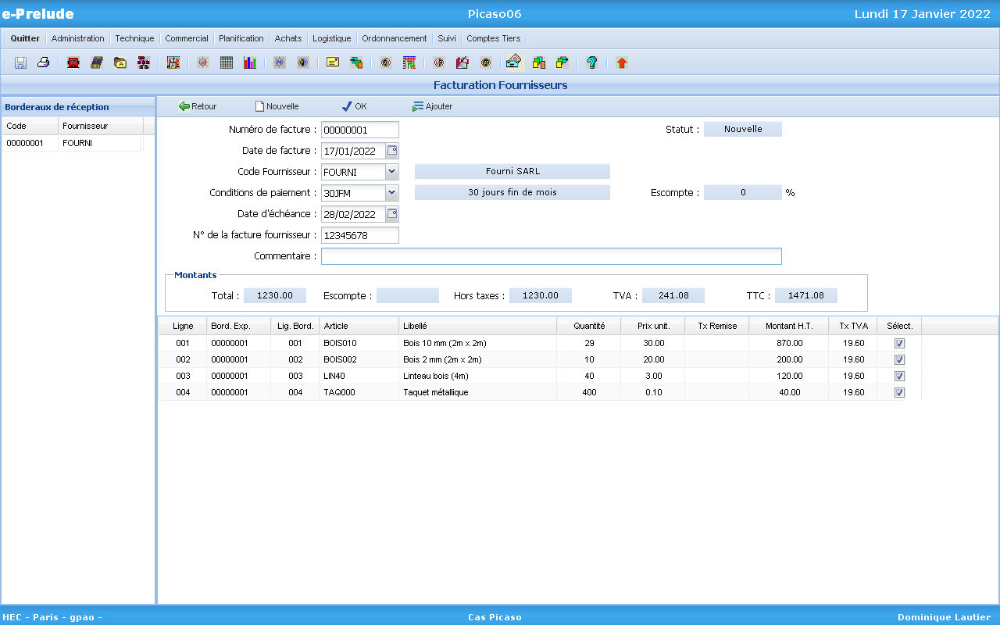 e-Prelude Picaso06 Lundi 17 Janvier 2022
Quitter Administration Technique Commercial Planification Achats Logistique Ordonnancement Suivi Comptes Tiers
Facturation Fournisseurs
Borderaux de réception
Code Fournisseur
00000001 FOURNI
Retour Nouvelle OK Ajouter
Numéro de facture : 00000001 Statut : Nouvelle
Date de facture : 17/01/2022
Code Fournisseur : FOURNI Fourni SARL
Conditions de paiement : 30JFM 30 jours fin de mois Escompte : 0 %
Date d'échéance : 28/02/2022
N° de la facture fournisseur : 12345678
Commentaire :
Montants
Total : 1230.00 Escompte : Hors taxes : 1230.00 TVA : 241.08 TTC : 1471.08
Ligne Bord. Exp. Lig. Bord. Article Libellé Quantité Prix unit. Tx Remise Montant H.T. Tx TVA Sélect.
001 00000001 001 BOIS010 Bois 10 mm (2m x 2m) 29 30.00 870.00 19.60
002 00000001 002 BOIS002 Bois 2 mm (2m x 2m) 10 20.00 200.00 19.60
003 00000001 003 LIN40 Linteau bois (4m) 40 3.00 120.00 19.60
004 00000001 004 TAQ000 Taquet métallique 400 0.10 40.00 19.60
HEC - Paris - gpao - Cas Picaso Dominique Lautier